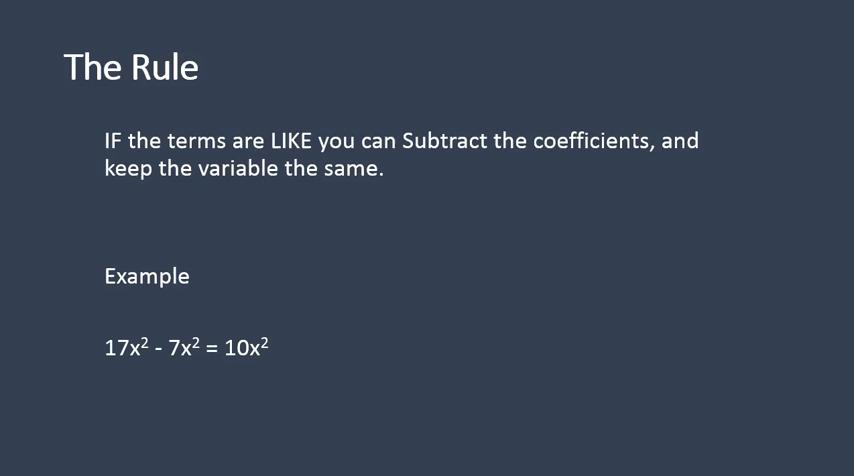 The Rule
IF the terms are LIKE you can Subtract the coefficients, and
keep the variable the same.
Example
17x² - 7x² = 10x²